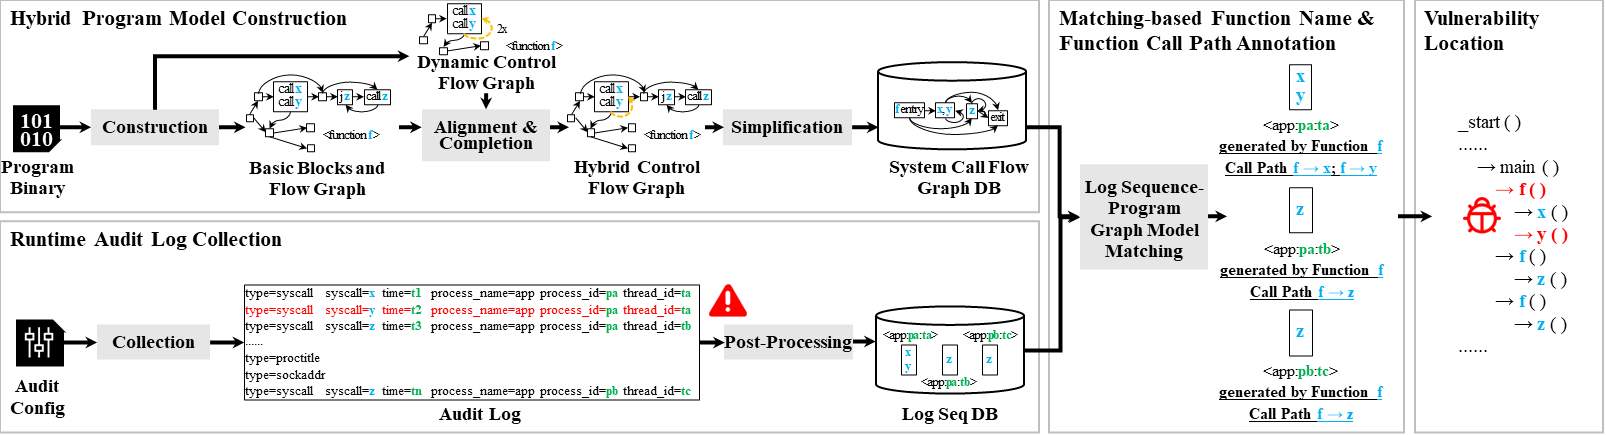 Hybrid Program Model Construction
101
010
Program
Binary
Construction
call x
call y
j z
call z
<function f>
Basic Blocks and
Flow Graph
call x
call y
2x
<function f>
Dynamic Control
Flow Graph
Alignment &
Completion
call x
call y
j z
call z
<function f>
Hybrid Control
Flow Graph
Simplification
f entry
x,y
z
exit
System Call Flow
Graph DB
Runtime Audit Log Collection
Audit
Config
Collection
type=syscall syscall=x time=t1 process_name=app process_id=pa thread_id=ta
type=syscall syscall=y time=t2 process_name=app process_id=pa thread_id=ta
type=syscall syscall=z time=t3 process_name=app process_id=pa thread_id=tb
......
type=proctitle
type=sockaddr
type=syscall syscall=z time=tn process_name=app process_id=pb thread_id=tc
Audit Log
Post-Processing
<app:pa:ta>
<app:pb:tc>
x
y
z
z
<app:pa:tb>
Log Seq DB
Matching-based Function Name &
Function Call Path Annotation
Log Sequence-
Program
Graph Model
Matching
x
y
<app:pa:ta>
generated by Function f
Call Path f → x; f → y
z
<app:pa:tb>
generated by Function f
Call Path f → z
z
<app:pb:tc>
generated by Function f
Call Path f → z
Vulnerability
Location
_start ( )
......
→ main ( )
→ f ( )
→ x ( )
→ y ( )
→ f ( )
→ z ( )
→ f ( )
→ z ( )
......